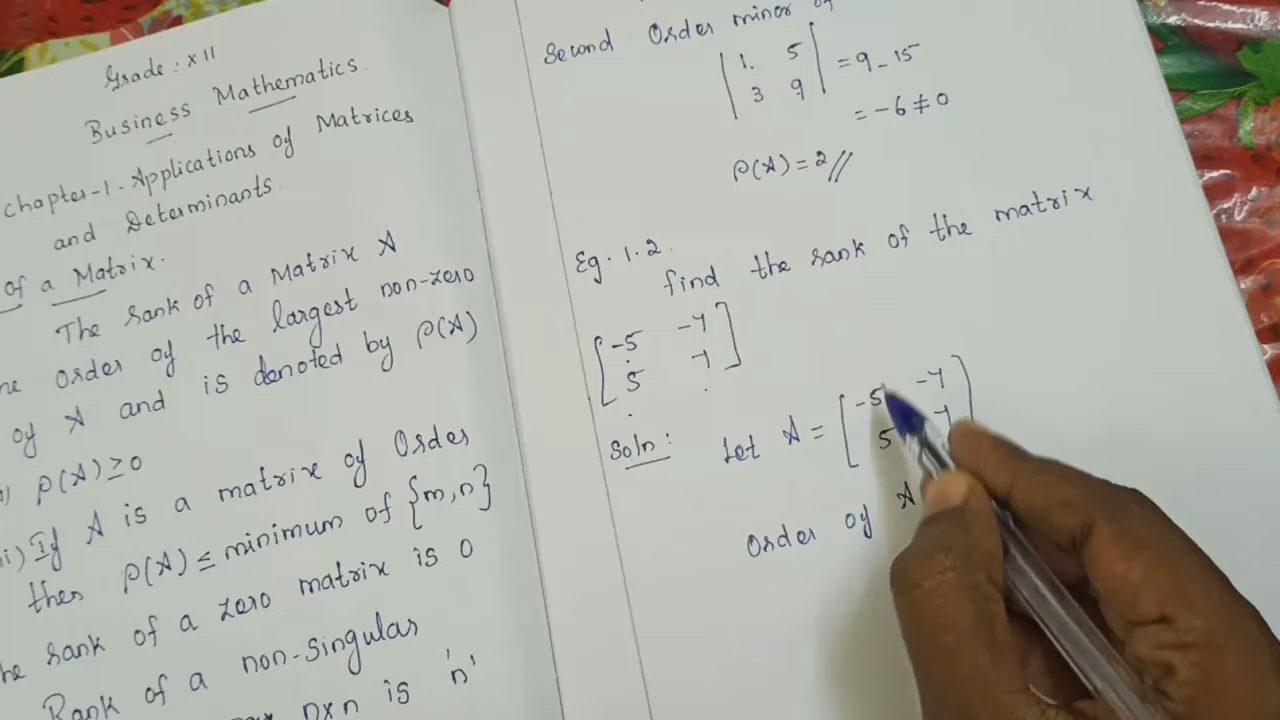 Grade : XII
Business Mathematics.
Chapter-1. Applications of Matrices
and Determinants.
of a Matrix.
The rank of a Matrix A
the order of the largest non-zero
of A and is denoted by ρ(A)
i) ρ(A) ≥ 0
ii) If A is a matrix of order
then ρ(A) ≤ minimum of {m,n}
The rank of a zero matrix is 0
Rank of a non-singular
n×n is 'n'
Second Order minor of
| 1. 5 | = 9 - 15
| 3 9 |
= -6 ≠ 0
ρ(A) = 2//
Eg. 1.2.
find the rank of the matrix
[ -5 -7 ]
[ 5 7 ]
Soln : Let A = [ -5 -7 ]
[ 5 7 ]
Order of A